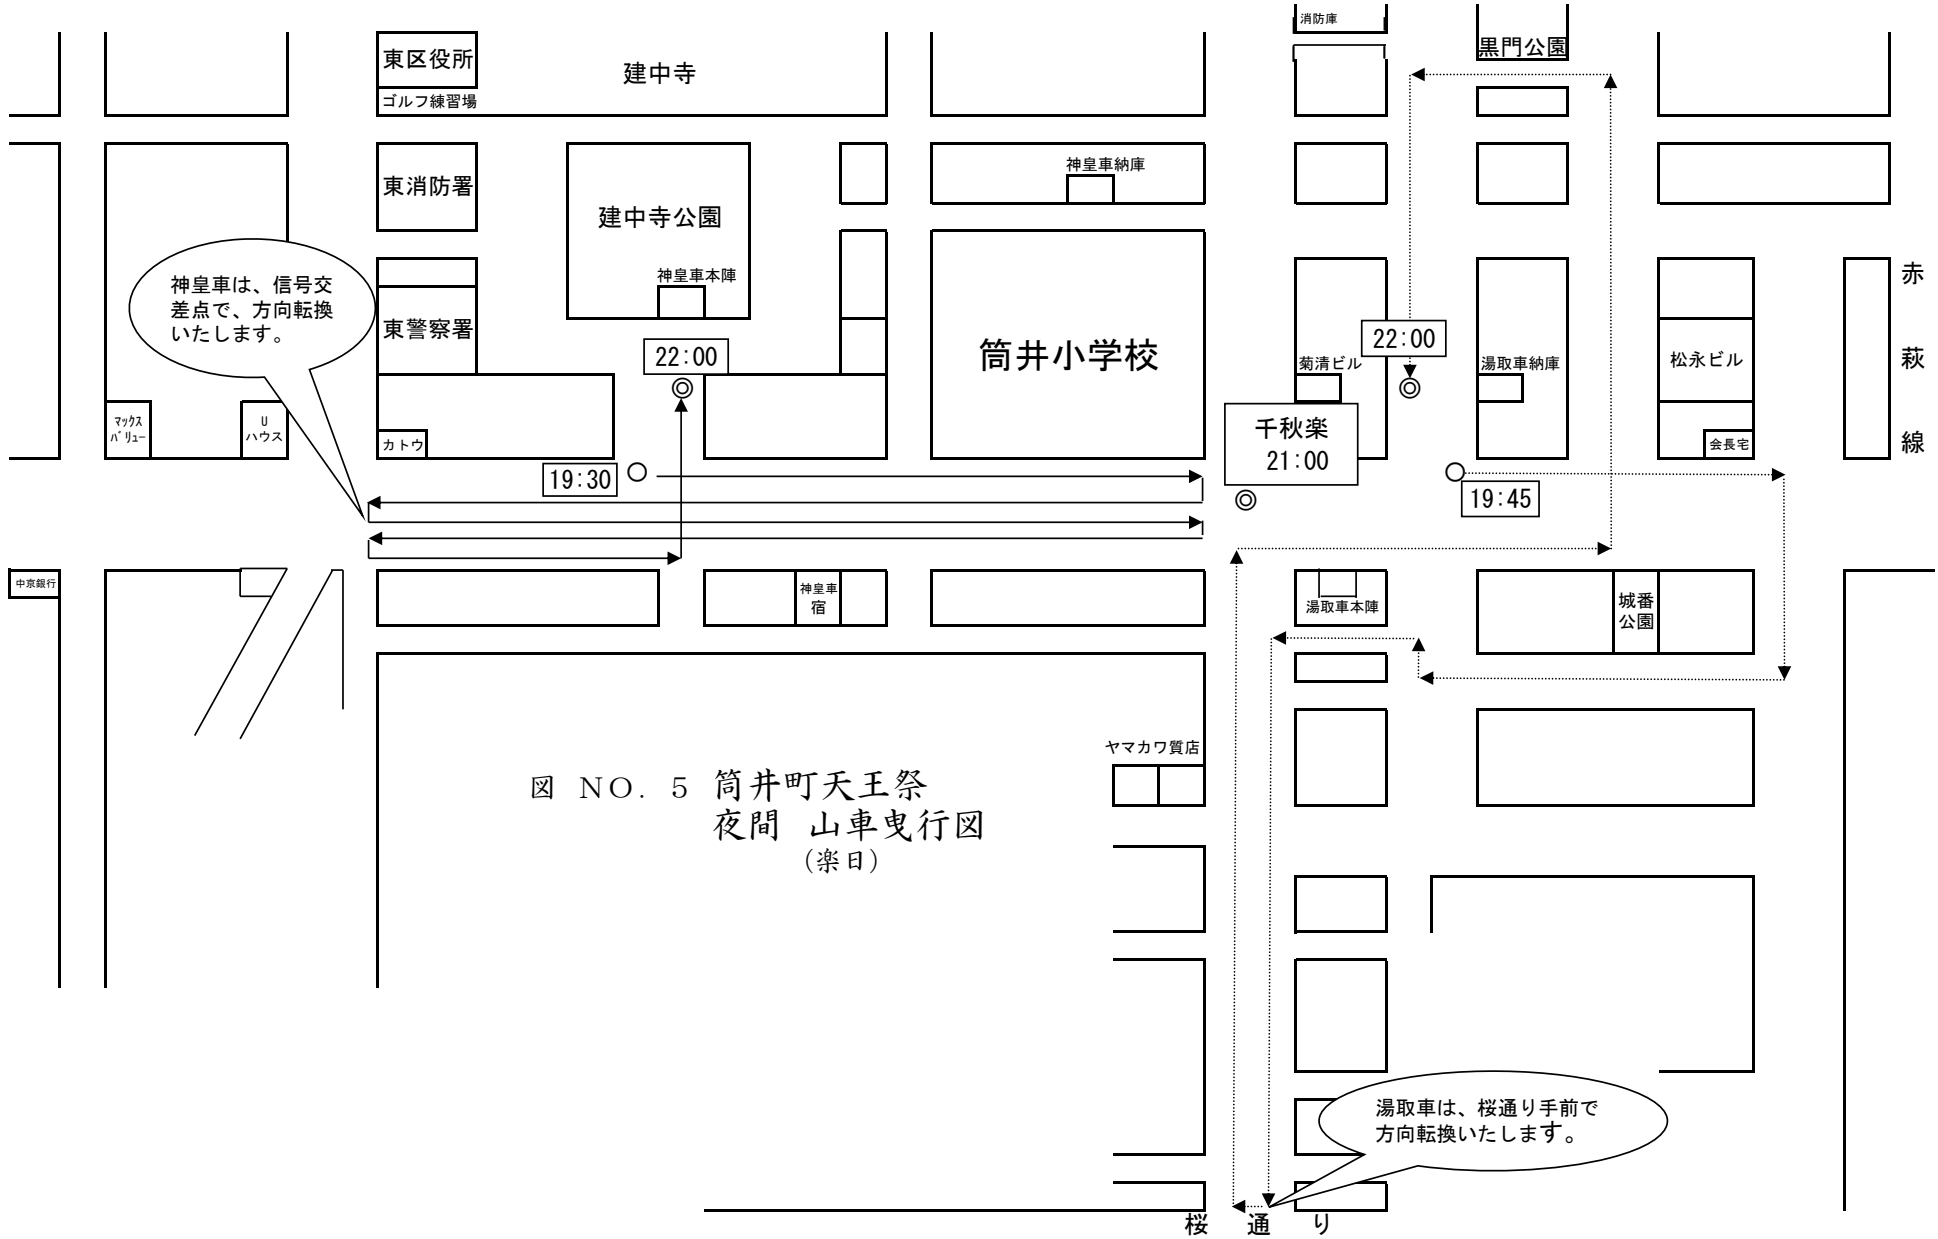 消防庫
東区役所
建中寺
黒門公園
ゴルフ練習場
神皇車納庫
東消防署
建中寺公園
神皇車本陣
神皇車は、信号交
差点で、方向転換
いたします。
東警察署
赤
萩
線
22:00
22:00
筒井小学校
菊清ビル
湯取車納庫
松永ビル
マックス
バリュー
U
ハウス
カトウ
千秋楽
21:00
会長宅
19:30
19:45
中京銀行
神皇車
宿
湯取車本陣
城番
公園
ヤマカワ質店
図 NO. 5 筒井町天王祭
夜間 山車曳行図
(楽日)
湯取車は、桜通り手前で
方向転換いたします。
桜 通 り